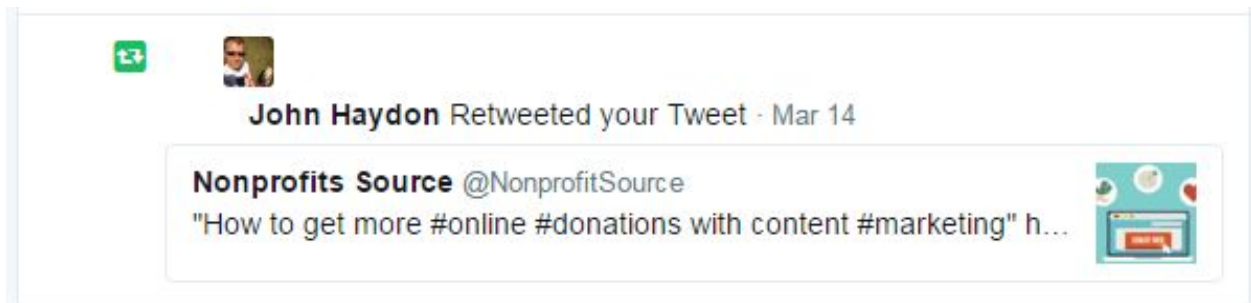 John Haydon Retweeted your Tweet · Mar 14
Nonprofits Source @NonprofitSource
"How to get more #online #donations with content #marketing" h...